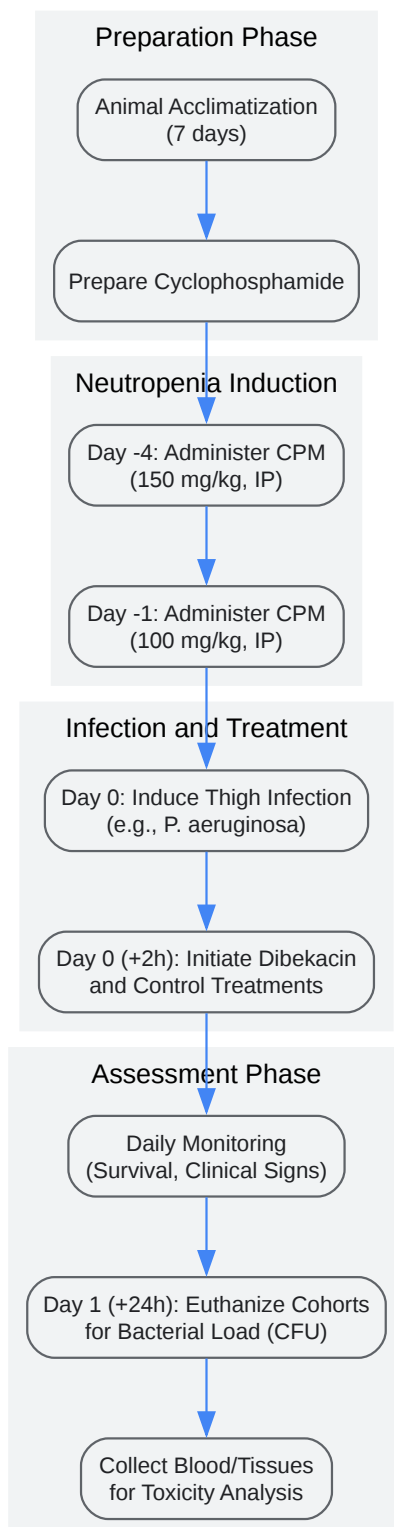 Preparation Phase
Animal Acclimatization
(7 days)
Prepare Cyclophosphamide
Neutropenia Induction
Day -4: Administer CPM
(150 mg/kg, IP)
Day -1: Administer CPM
(100 mg/kg, IP)
Infection and Treatment
Day 0: Induce Thigh Infection
(e.g., P. aeruginosa)
Day 0 (+2h): Initiate Dibekacin
and Control Treatments
Assessment Phase
Daily Monitoring
(Survival, Clinical Signs)
Day 1 (+24h): Euthanize Cohorts
for Bacterial Load (CFU)
Collect Blood/Tissues
for Toxicity Analysis